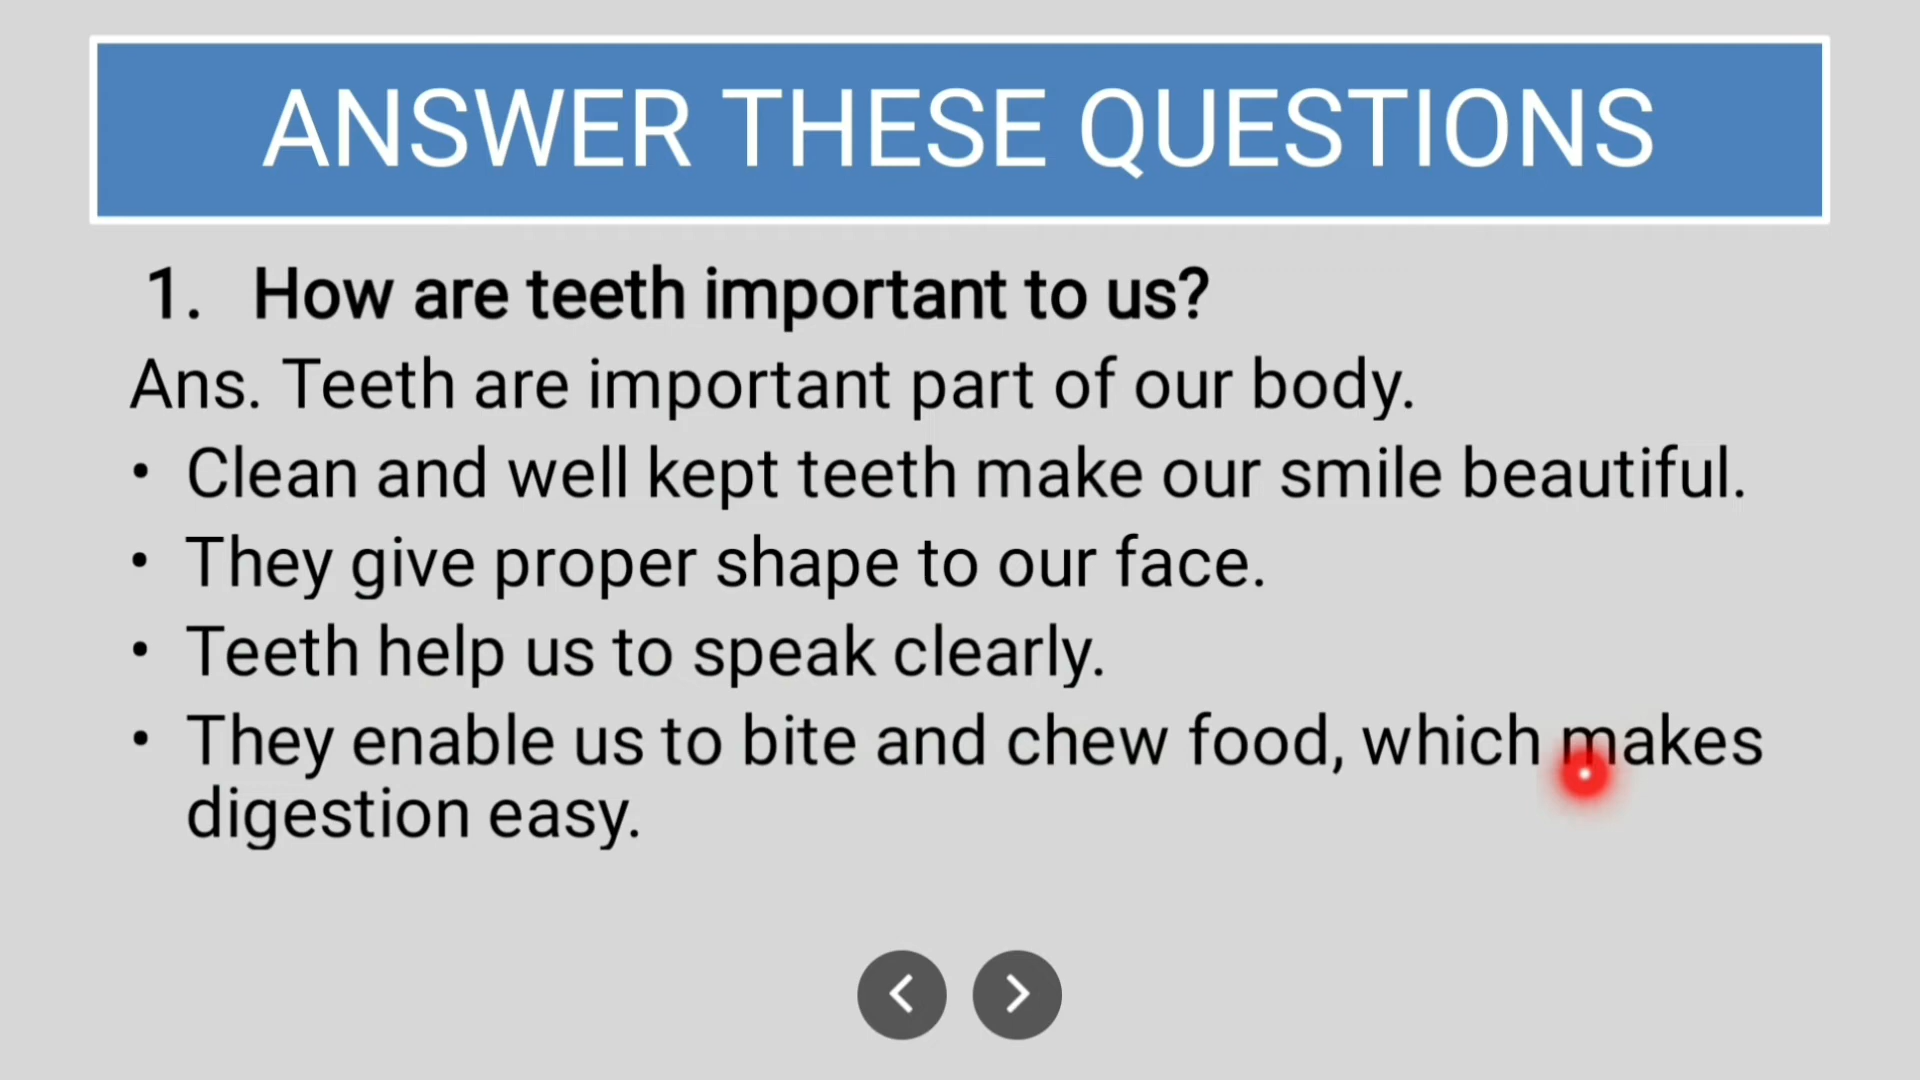 ANSWER THESE QUESTIONS
1. How are teeth important to us?
Ans. Teeth are important part of our body.
• Clean and well kept teeth make our smile beautiful.
• They give proper shape to our face.
• Teeth help us to speak clearly.
• They enable us to bite and chew food, which makes
digestion easy.